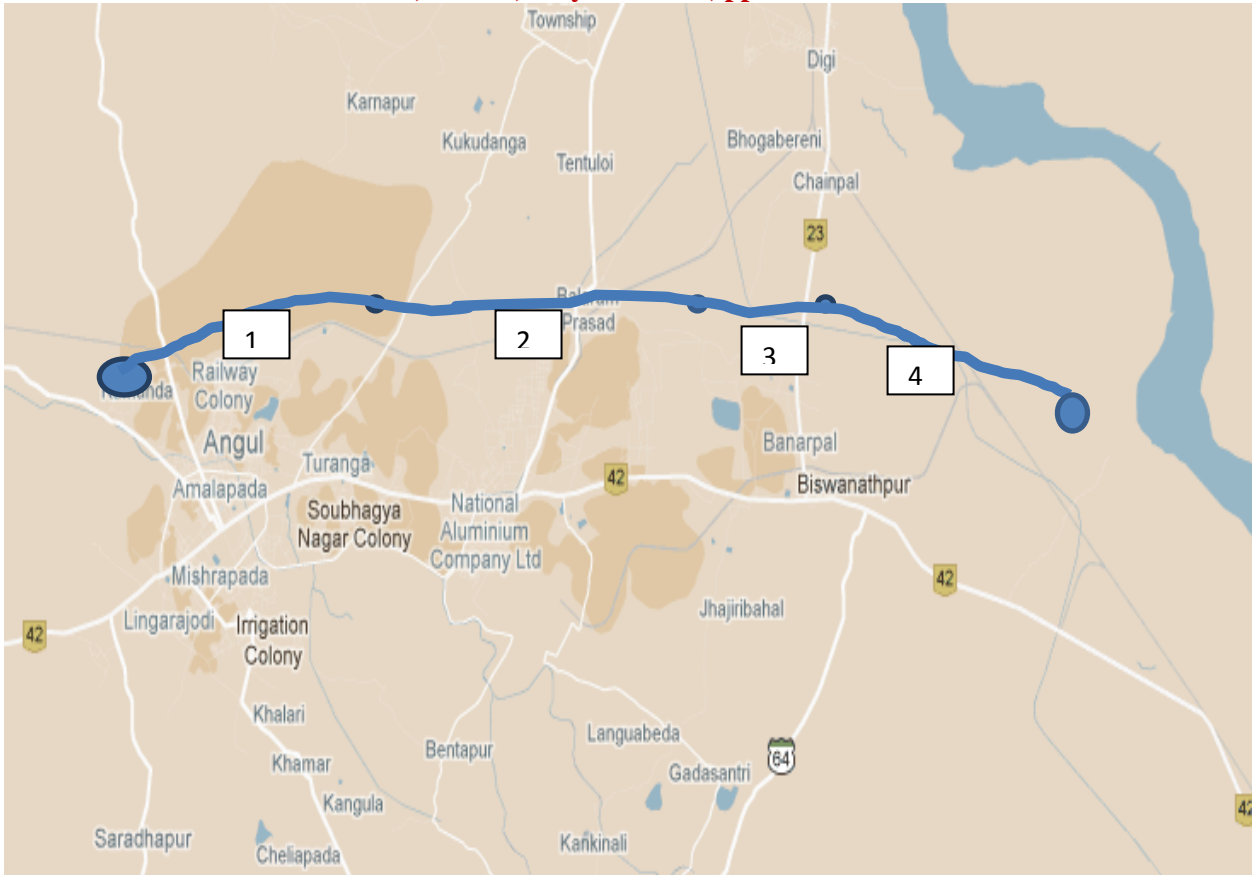 Township
Digi
Karnapur
Kukudanga
Bhogabereni
Tentuloi
Chainpal
23
Prasad
1
2
3
4
Railway
Colony
Angul
Banarpal
Turanga
42
Amalapada
Biswanathpur
National
Aluminium
Company Ltd
Soubhagya
Nagar Colony
Mishrapada
42
Jhajiribahal
Lingarajodi
Irrigation
Colony
42
Khalari
Languabeda
Bentapur
64
Khamar
Gadasantri
Kangula
42
Saradhapur
Kankinali
Cheliapada